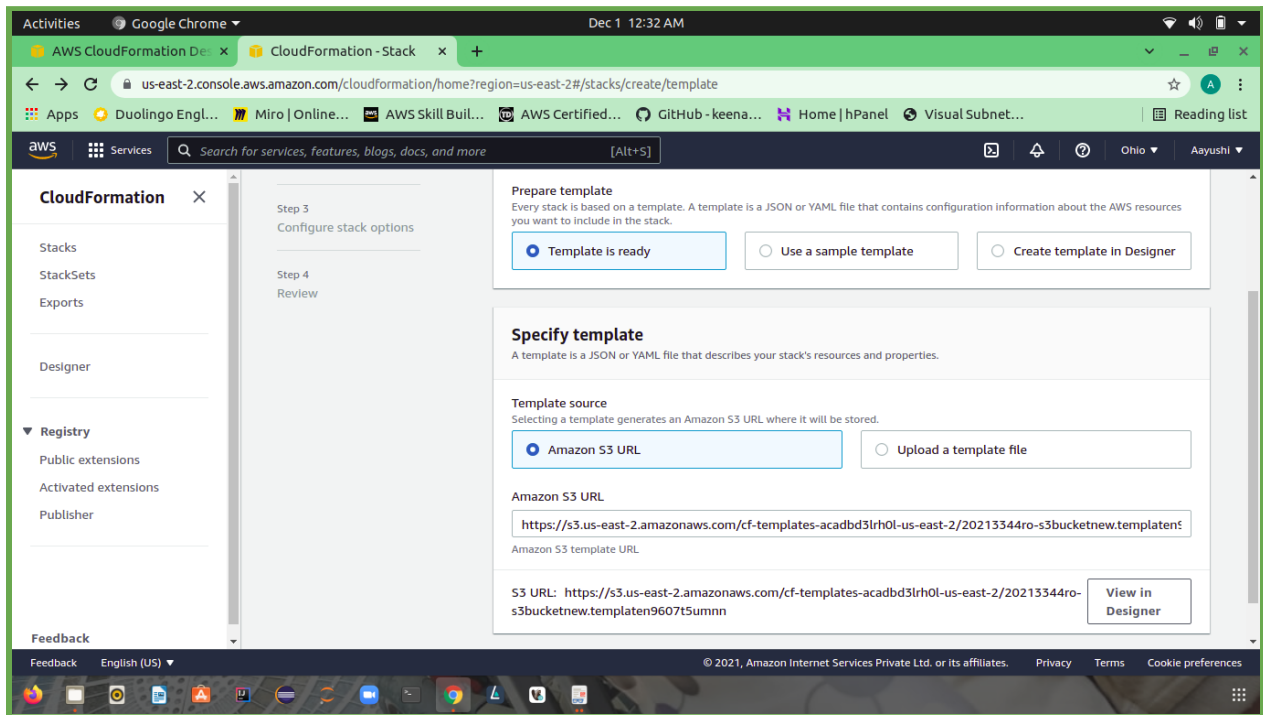 Activities Google Chrome Dec 1 12:32 AM
AWS CloudFormation Des CloudFormation - Stack
us-east-2.console.aws.amazon.com/cloudformation/home?region=us-east-2#/stacks/create/template
A
Apps Duolingo Engl... Miro | Online... AWS Skill Buil... AWS Certified... GitHub - keena... Home | hPanel Visual Subnet... Reading list
aws Services Search for services, features, blogs, docs, and more [Alt+S] Ohio Aayushi
CloudFormation
Stacks
StackSets
Exports
Designer
Registry
Public extensions
Activated extensions
Publisher
Feedback
Step 3
Configure stack options
Step 4
Review
Prepare template
Every stack is based on a template. A template is a JSON or YAML file that contains configuration information about the AWS resources
you want to include in the stack.
Template is ready Use a sample template Create template in Designer
Specify template
A template is a JSON or YAML file that describes your stack's resources and properties.
Template source
Selecting a template generates an Amazon S3 URL where it will be stored.
Amazon S3 URL Upload a template file
Amazon S3 URL
https://s3.us-east-2.amazonaws.com/cf-templates-acadbd3lrh0l-us-east-2/20213344ro-s3bucketnew.templaten9
Amazon S3 template URL
S3 URL: https://s3.us-east-2.amazonaws.com/cf-templates-acadbd3lrh0l-us-east-2/20213344ro-
s3bucketnew.templaten9607t5umnn
View in
Designer
Feedback English (US) © 2021, Amazon Internet Services Private Ltd. or its affiliates. Privacy Terms Cookie preferences